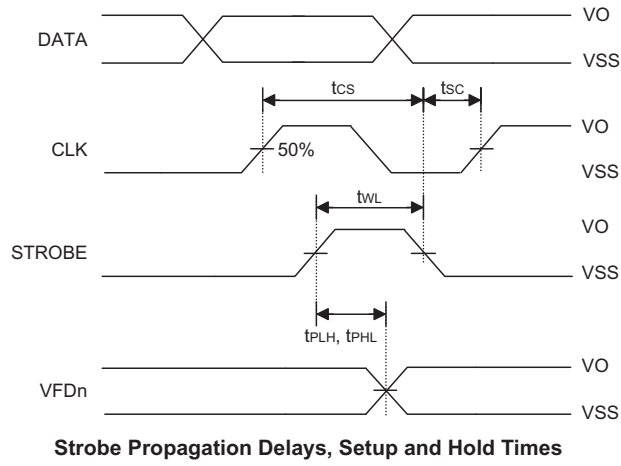 DATA
VO
VSS
tCS
tSC
CLK
50%
VO
VSS
tWL
STROBE
VO
VSS
tPLH, tPHL
VFDn
VO
VSS
Strobe Propagation Delays, Setup and Hold Times